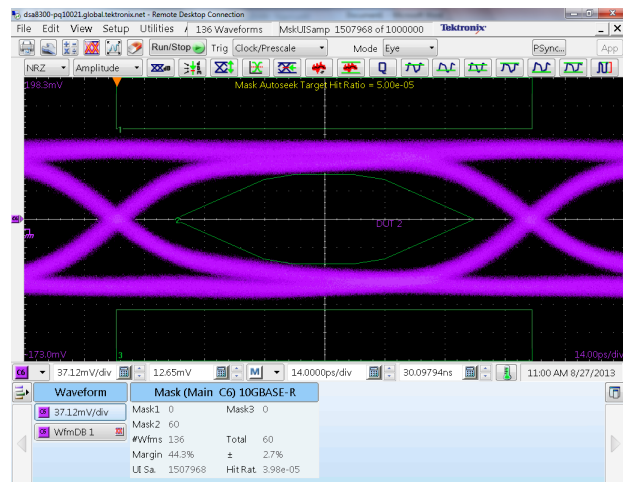 dsa8300-pq10021.global.tektronix.net - Remote Desktop Connection
File Edit View Setup Utilities 136 Waveforms MskUISamp 1507968 of 1000000 Tektronix
Run/Stop Trig Clock/Prescale Mode Eye PSync... App
NRZ Amplitude Q
198.3mV Mask Autoseek Target Hit Ratio = 5.00e-05
1
2 DUT 2
C6
3
-173.0mV 14.00ps/div
C6 37.12mV/div 12.65mV M 14.0000ps/div 30.09794ns 11:00 AM 8/27/2013
Waveform Mask (Main C6) 10GBASE-R
C6 37.12mV/div Mask1 0 Mask3 0
C6 WfmDB 1 Mask2 60
#Wfms 136 Total 60
Margin 44.3% ± 2.7%
UI Sa. 1507968 Hit Rat. 3.98e-05